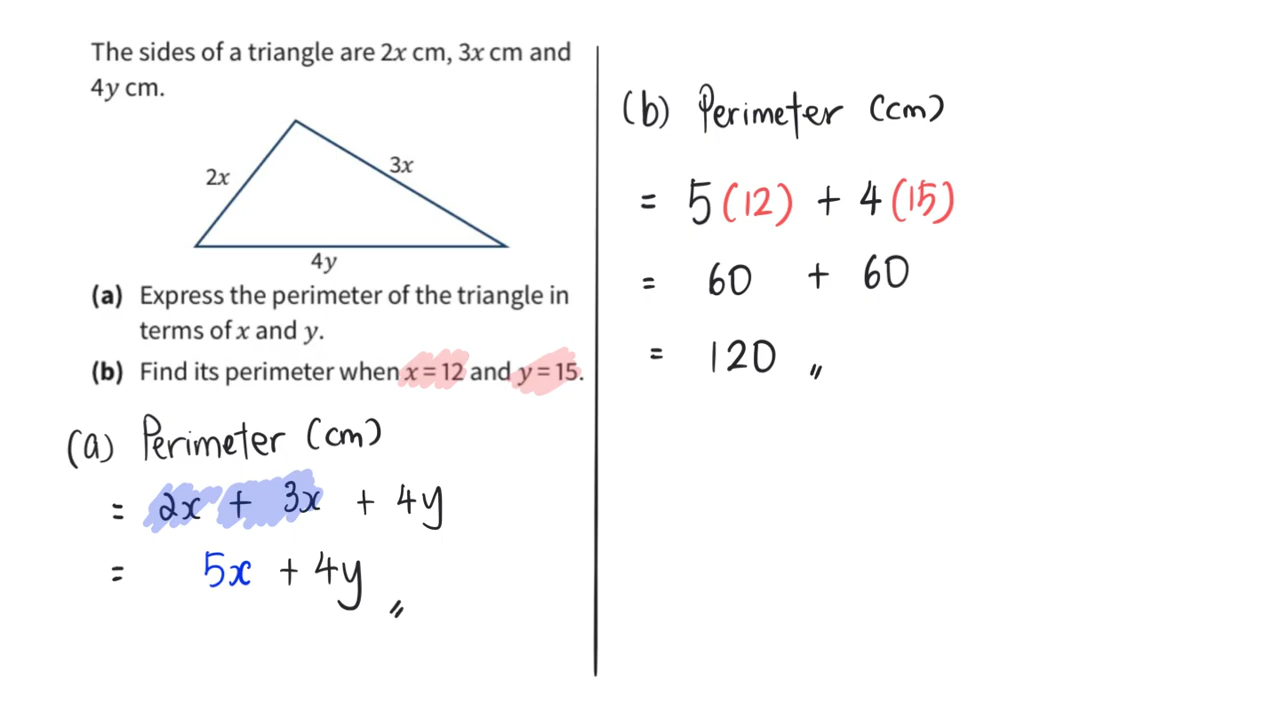 The sides of a triangle are 2x cm, 3x cm and
4y cm.
2x
3x
4y
(a) Express the perimeter of the triangle in
terms of x and y.
(b) Find its perimeter when x = 12 and y = 15.
(a) Perimeter (cm)
= 2x + 3x + 4y
= 5x + 4y
(b) Perimeter (cm)
= 5(12) + 4(15)
= 60 + 60
= 120